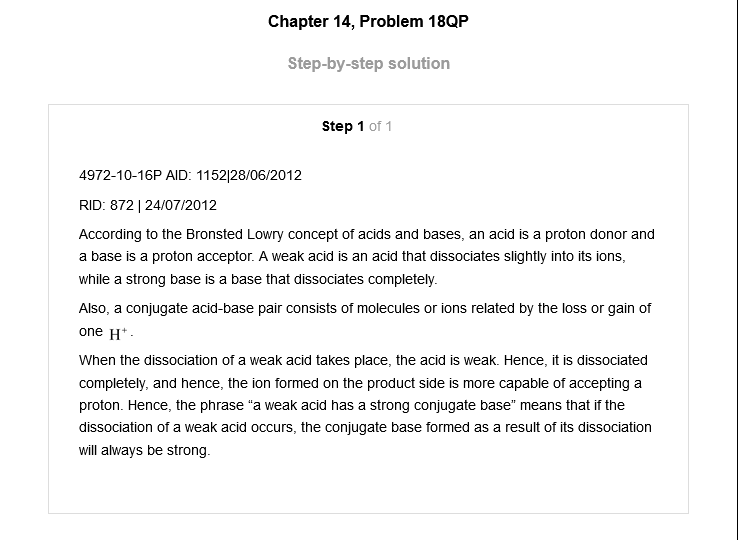 Chapter 14, Problem 18QP
Step-by-step solution
Step 1 of 1
4972-10-16P AID: 1152|28/06/2012
RID: 872 | 24/07/2012
According to the Bronsted Lowry concept of acids and bases, an acid is a proton donor and
a base is a proton acceptor. A weak acid is an acid that dissociates slightly into its ions,
while a strong base is a base that dissociates completely.
Also, a conjugate acid-base pair consists of molecules or ions related by the loss or gain of
one H⁺.
When the dissociation of a weak acid takes place, the acid is weak. Hence, it is dissociated
completely, and hence, the ion formed on the product side is more capable of accepting a
proton. Hence, the phrase “a weak acid has a strong conjugate base” means that if the
dissociation of a weak acid occurs, the conjugate base formed as a result of its dissociation
will always be strong.